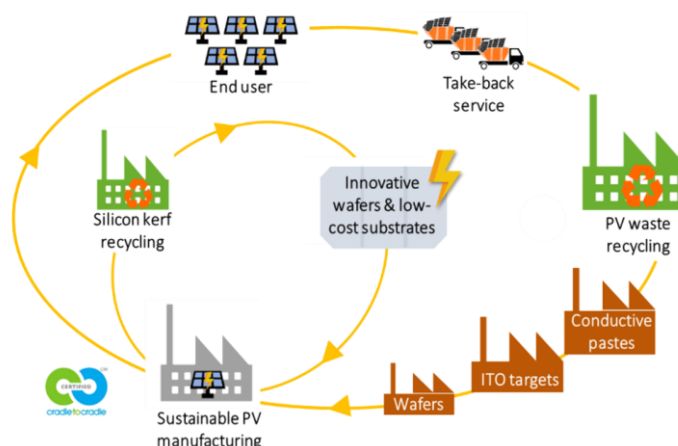 End user
Take-back
service
Silicon kerf
recycling
Innovative
wafers & low-
cost substrates
PV waste
recycling
Conductive
pastes
ITO targets
Wafers
Sustainable PV
manufacturing
CERTIFIED
cradletocradle